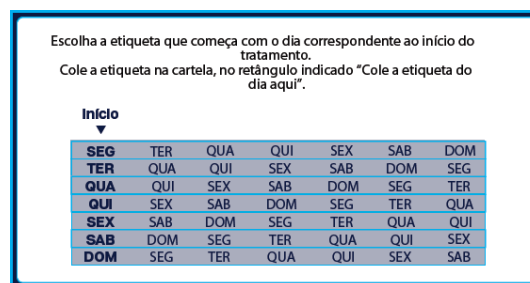 Escolha a etiqueta que começa com o dia correspondente ao início do
tratamento.
Cole a etiqueta na cartela, no retângulo indicado “Cole a etiqueta do
dia aqui”.
Início
SEG TER QUA QUI SEX SAB DOM
TER QUA QUI SEX SAB DOM SEG
QUA QUI SEX SAB DOM SEG TER
QUI SEX SAB DOM SEG TER QUA
SEX SAB DOM SEG TER QUA QUI
SAB DOM SEG TER QUA QUI SEX
DOM SEG TER QUA QUI SEX SAB